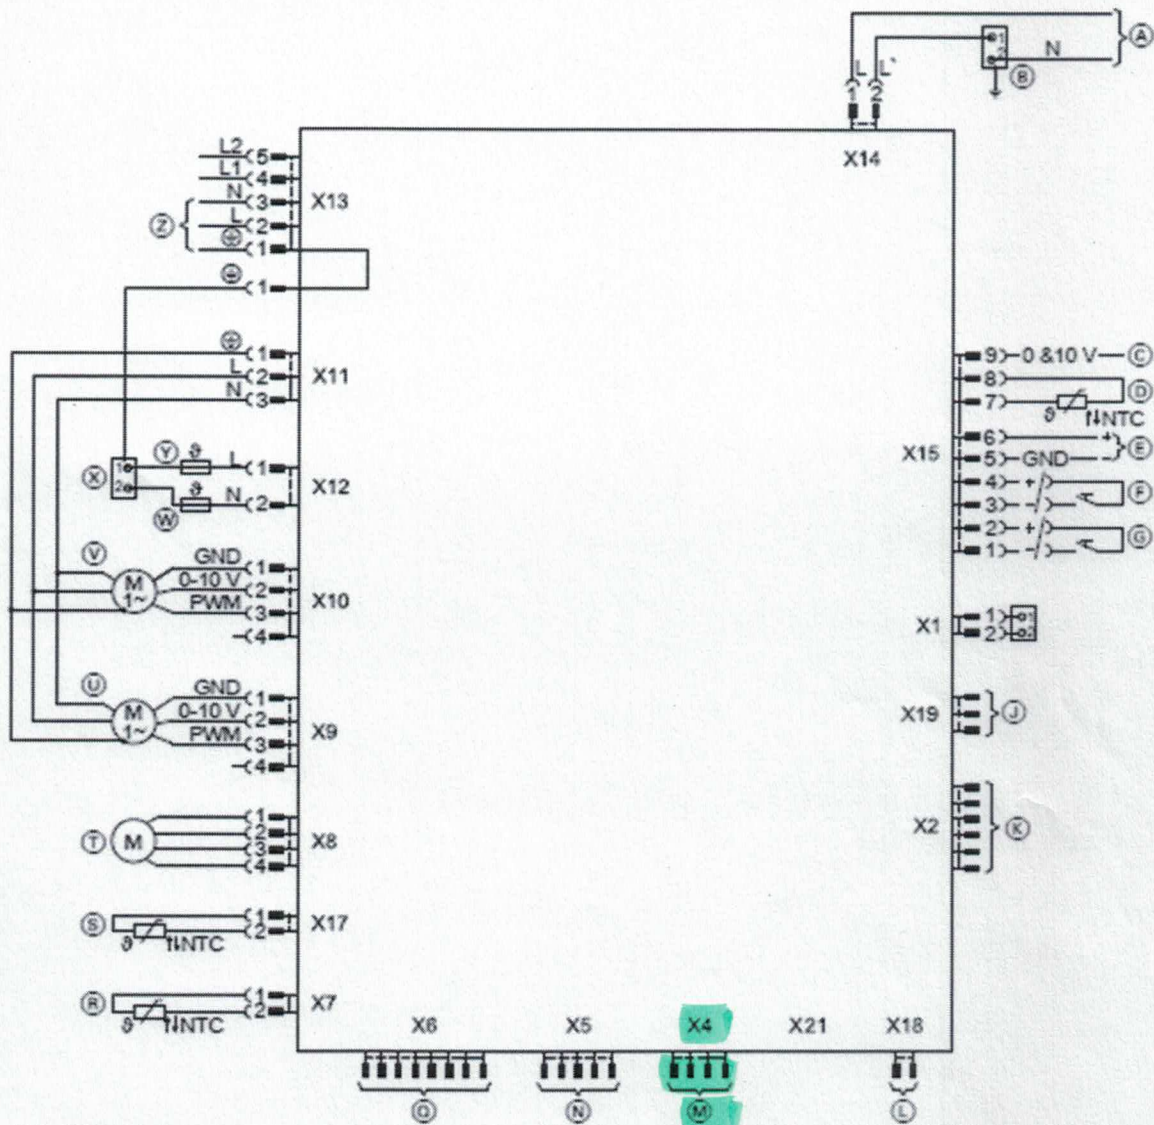 A
1
2
N
B
L
L`
1
2
X14
L2
5
L1
4
N
3
X13
Z
L
2
1
1
1
X11
L
2
N
3
9
0 &10 V
C
8
D
7
ϑ
NTC
6
+
E
X15
5
GND
-
4
+
F
3
-
2
+
G
1
-
X
1
2
Y
ϑ
L
1
X12
W
ϑ
N
2
V
M
1~
GND
1
0-10 V
2
X10
PWM
3
4
X1
1
2
1
2
U
M
1~
GND
1
0-10 V
2
X9
PWM
3
4
X19
J
T
M
1
2
3
4
X8
X2
K
S
1
2
X17
ϑ
NTC
R
1
2
X7
ϑ
NTC
X6
X5
X4
X21
X18
O
N
M
L